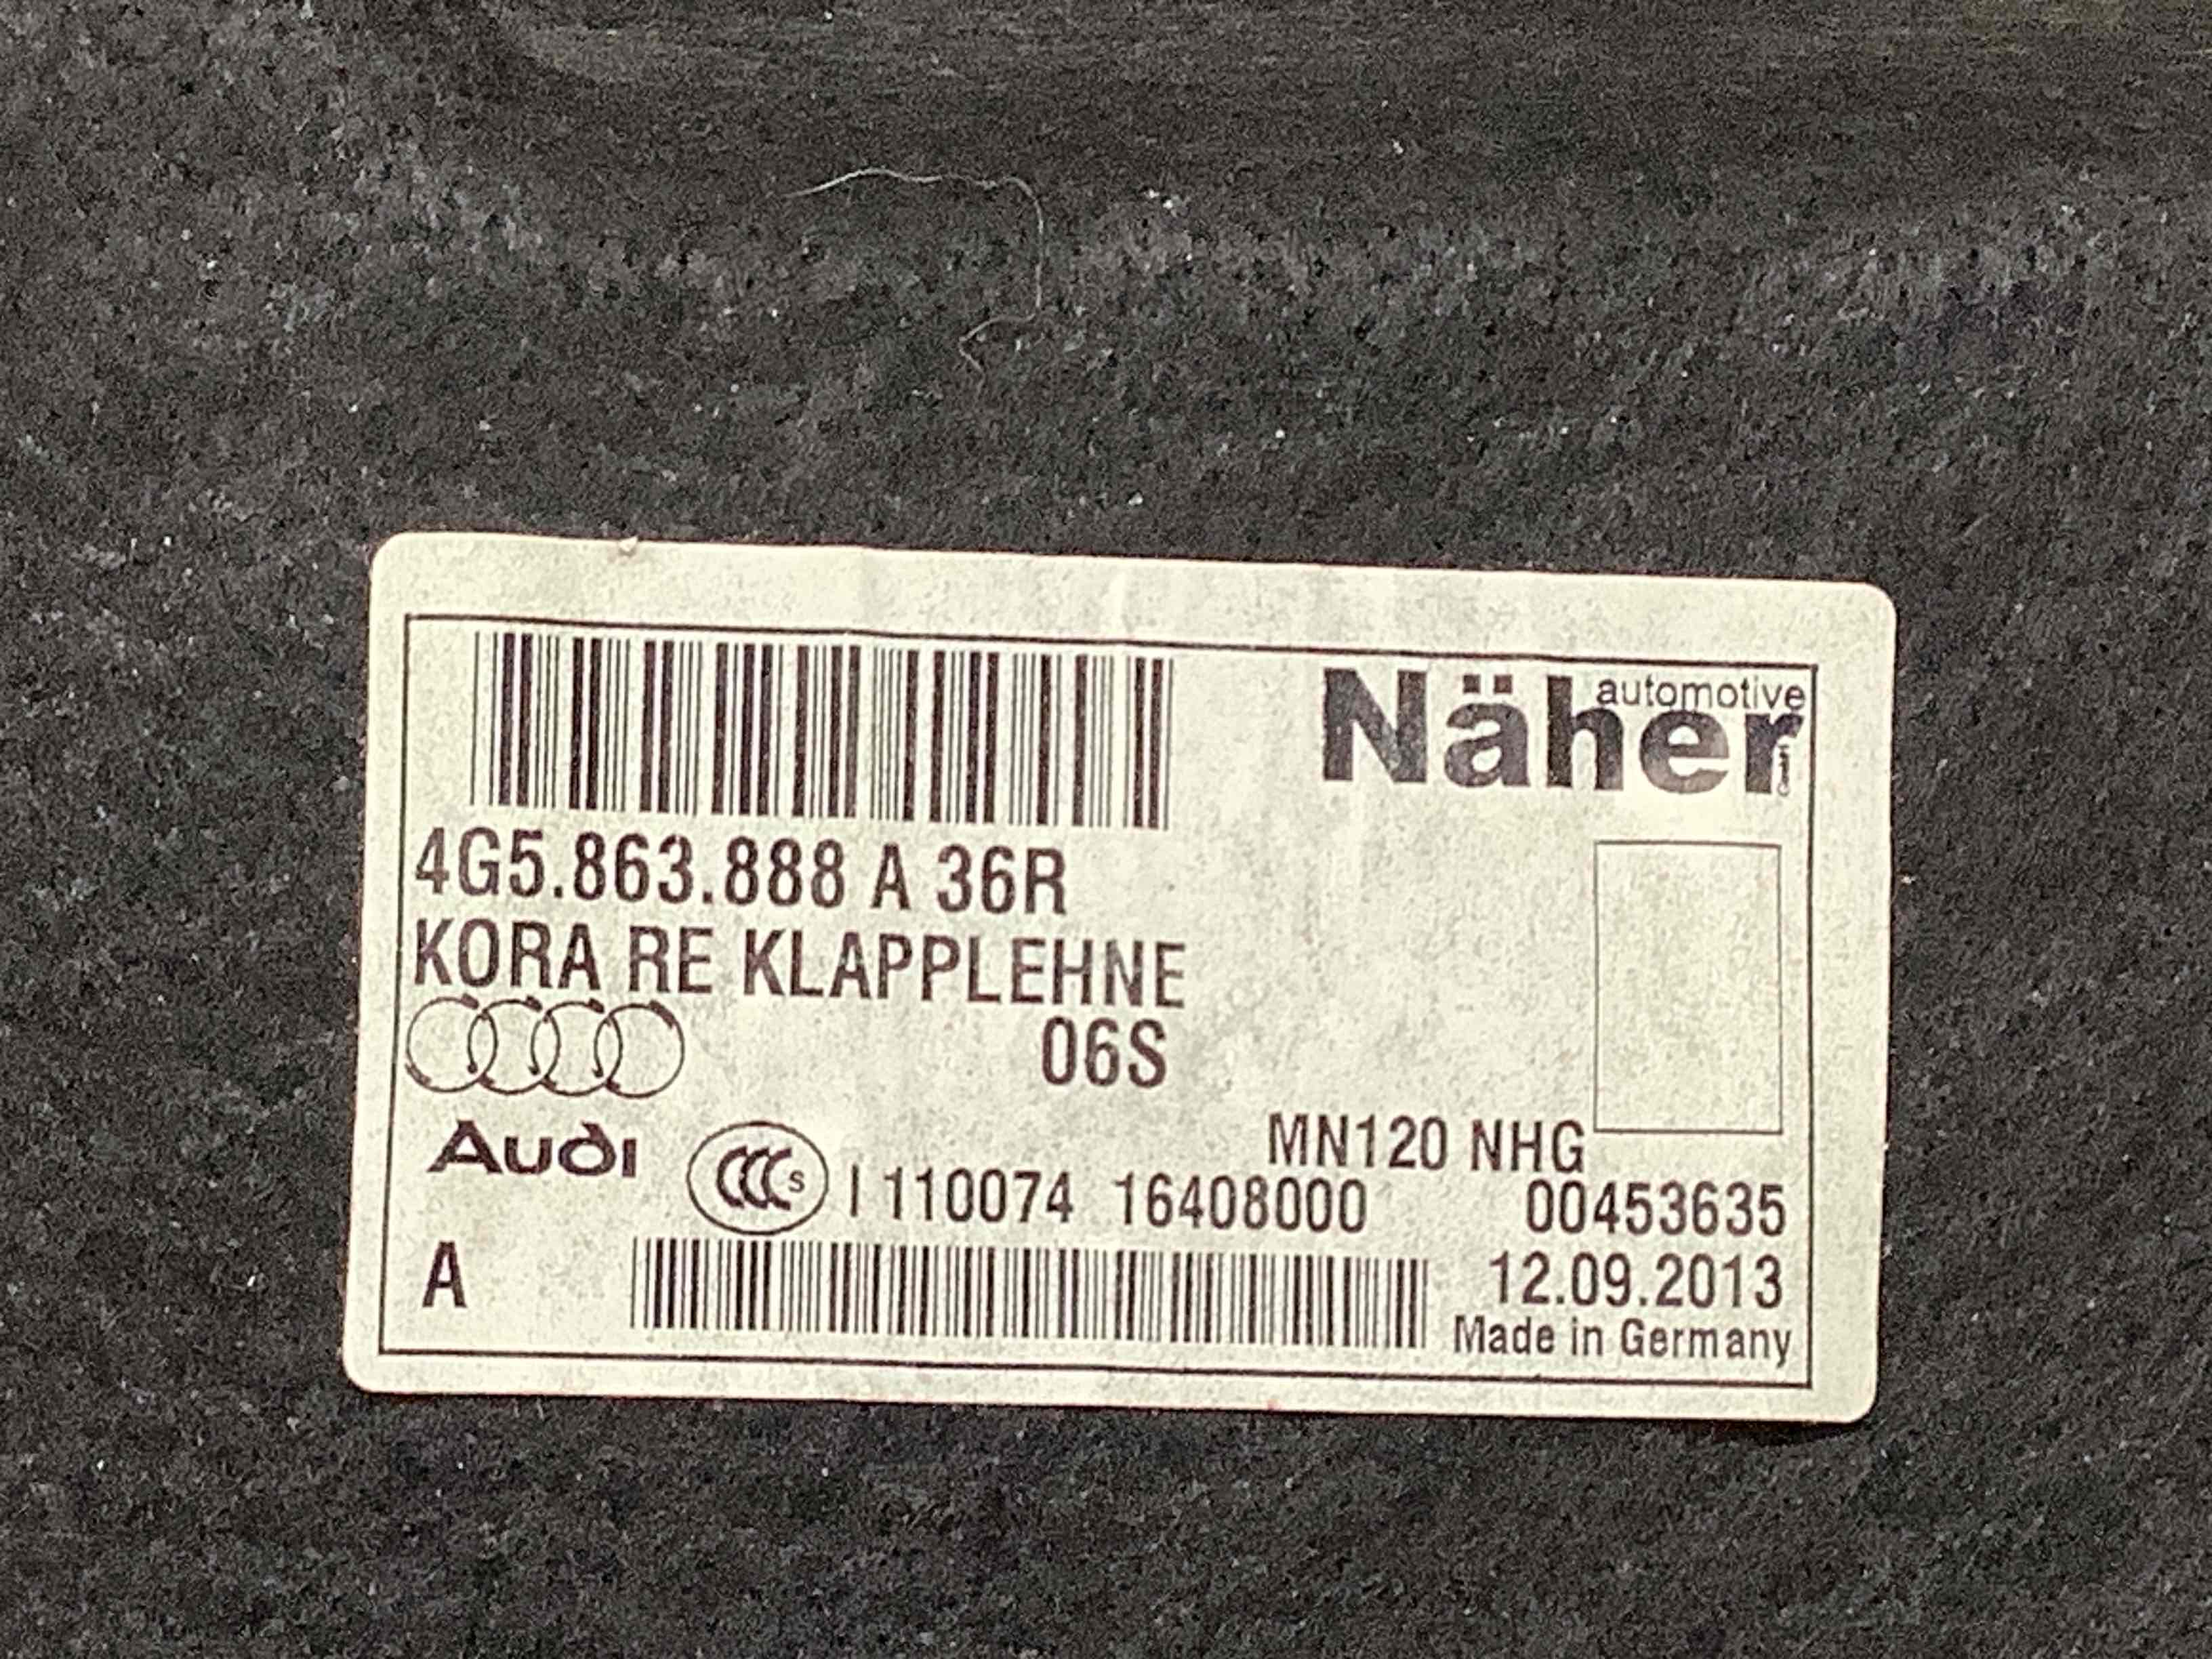 Näher automotive
4G5.863.888 A 36R
KORA RE KLAPPLEHNE
06S
MN120 NHG
Audi CCC S I 110074 16408000 00453635
A 12.09.2013
Made in Germany